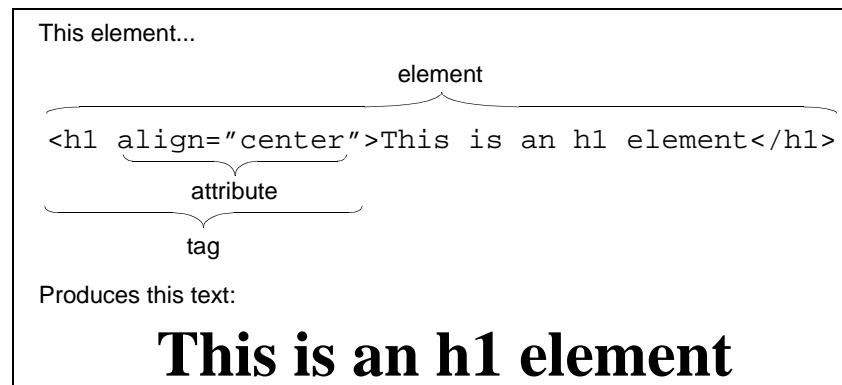 This element...
element
<h1 align="center">This is an h1 element</h1>
attribute
tag
Produces this text:
This is an h1 element